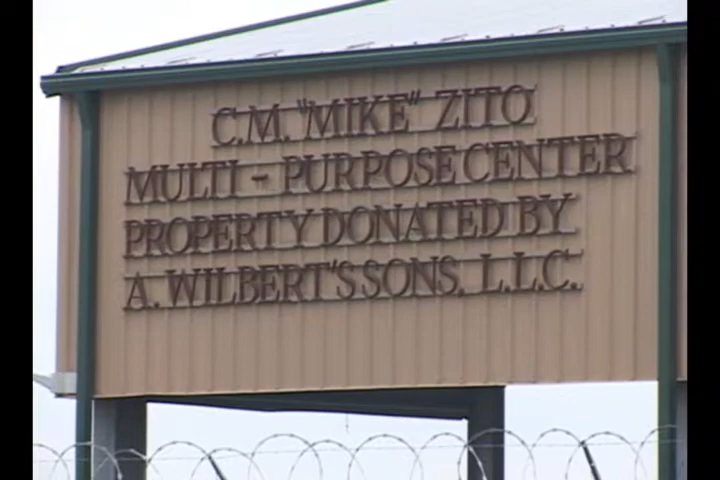 C.M. "MIKE" ZITO
MULTI - PURPOSE CENTER
PROPERTY DONATED BY
A. WILBERT'S SONS, L.L.C.